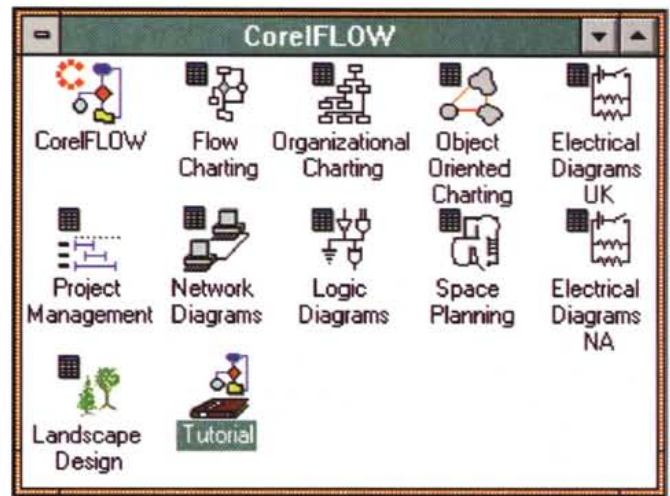 CorelFLOW
CorelFLOW
Flow
Charting
Organizational
Charting
Object
Oriented
Charting
Electrical
Diagrams
UK
Project
Management
Network
Diagrams
Logic
Diagrams
Space
Planning
Electrical
Diagrams
NA
Landscape
Design
Tutorial